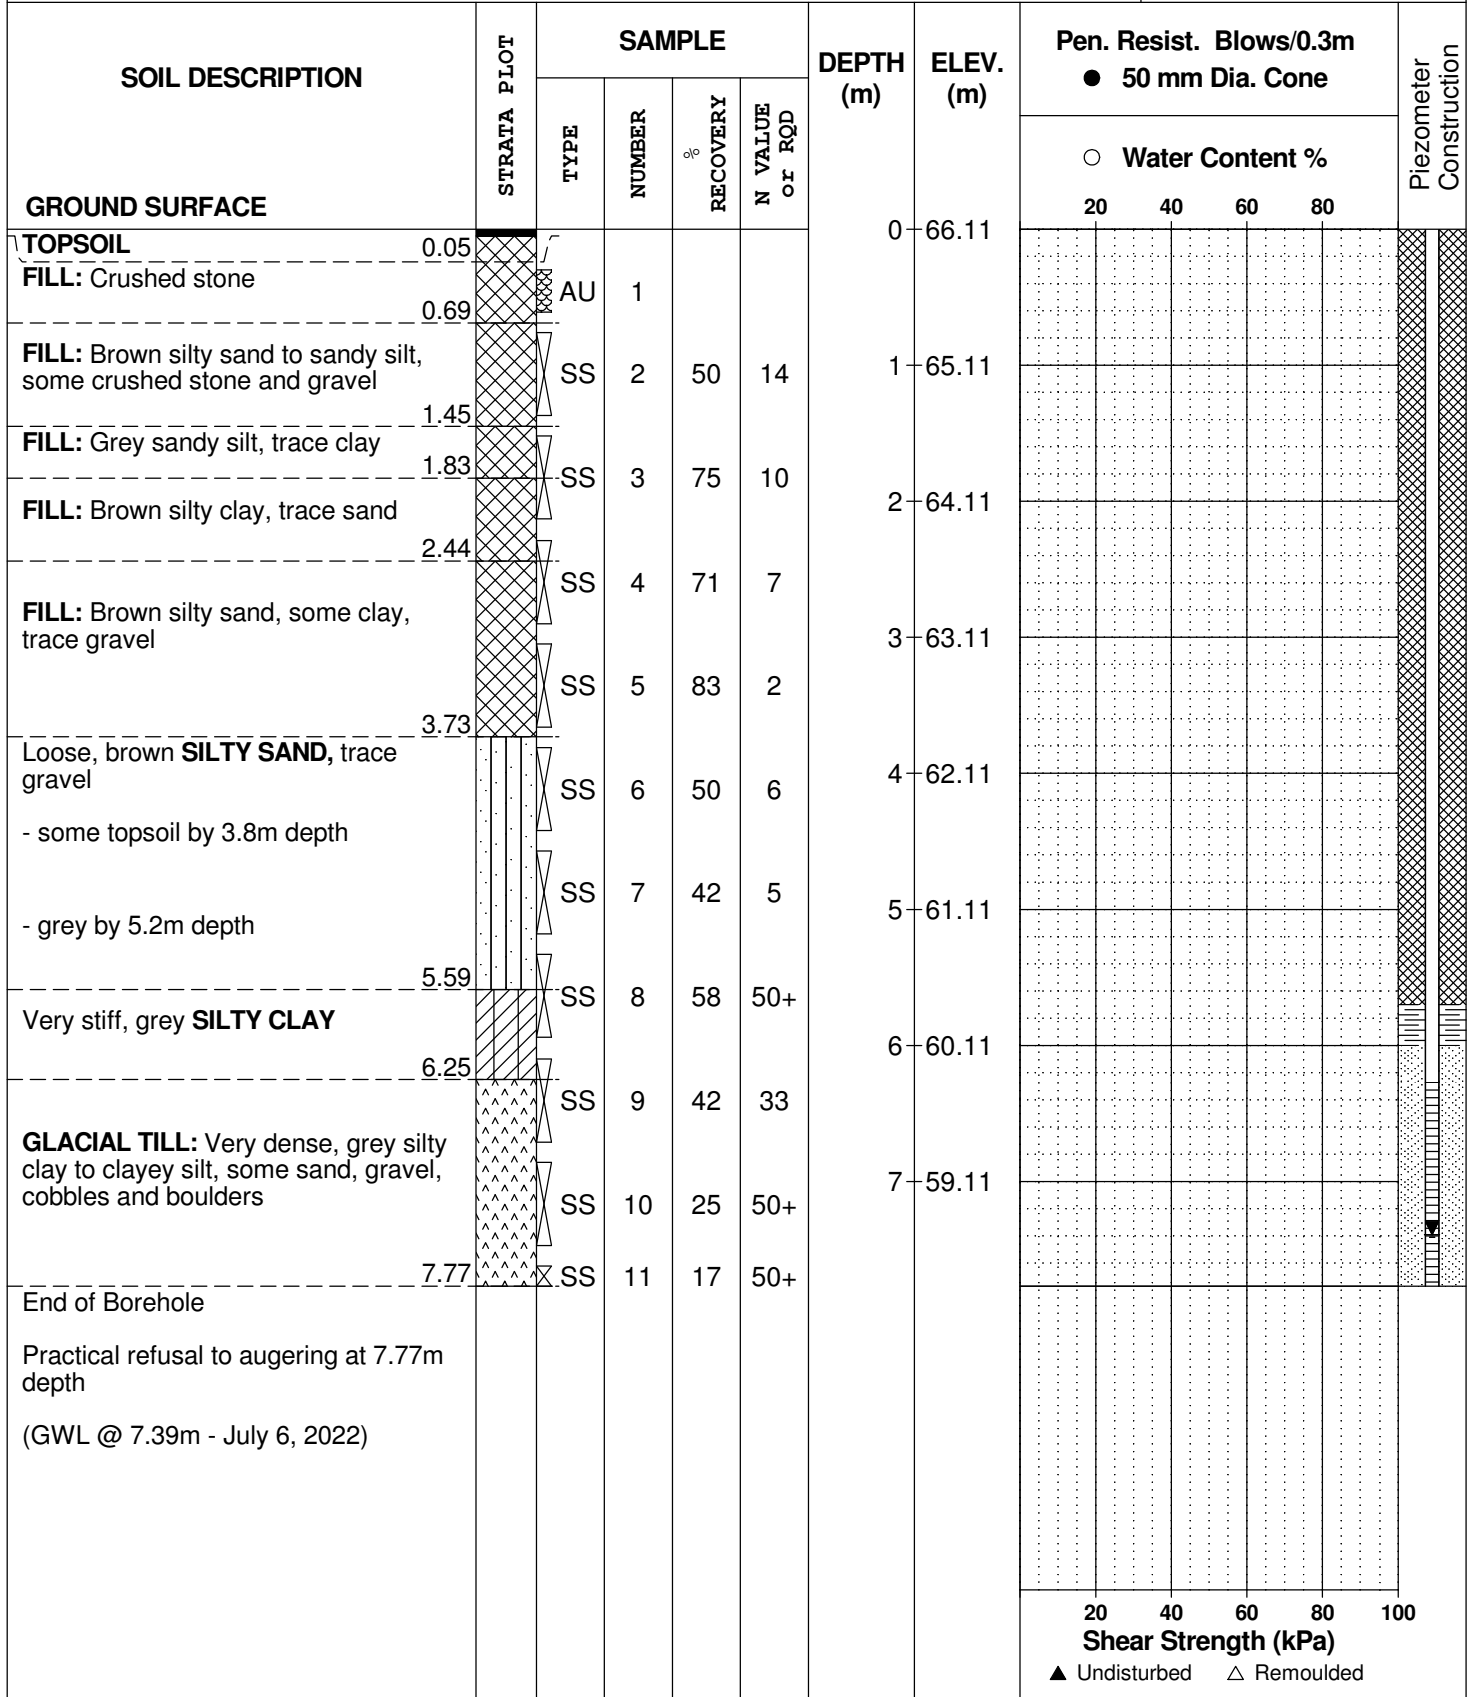 SOIL DESCRIPTION
GROUND SURFACE
STRATA PLOT
SAMPLE
TYPE
NUMBER
% RECOVERY
N VALUE or RQD
DEPTH (m)
ELEV. (m)
Pen. Resist. Blows/0.3m
● 50 mm Dia. Cone
○ Water Content %
20 40 60 80
Piezometer Construction
0 66.11
TOPSOIL 0.05
FILL: Crushed stone
0.69
AU 1
FILL: Brown silty sand to sandy silt,
some crushed stone and gravel
1.45
SS 2 50 14
1 65.11
FILL: Grey sandy silt, trace clay
1.83
SS 3 75 10
FILL: Brown silty clay, trace sand
2.44
2 64.11
SS 4 71 7
FILL: Brown silty sand, some clay,
trace gravel
3.73
3 63.11
SS 5 83 2
Loose, brown SILTY SAND, trace
gravel
- some topsoil by 3.8m depth
- grey by 5.2m depth
5.59
SS 6 50 6
4 62.11
SS 7 42 5
5 61.11
SS 8 58 50+
Very stiff, grey SILTY CLAY
6.25
6 60.11
SS 9 42 33
GLACIAL TILL: Very dense, grey silty
clay to clayey silt, some sand, gravel,
cobbles and boulders
7.77
7 59.11
SS 10 25 50+
SS 11 17 50+
End of Borehole
Practical refusal to augering at 7.77m
depth
(GWL @ 7.39m - July 6, 2022)
20 40 60 80 100
Shear Strength (kPa)
▲ Undisturbed △ Remoulded